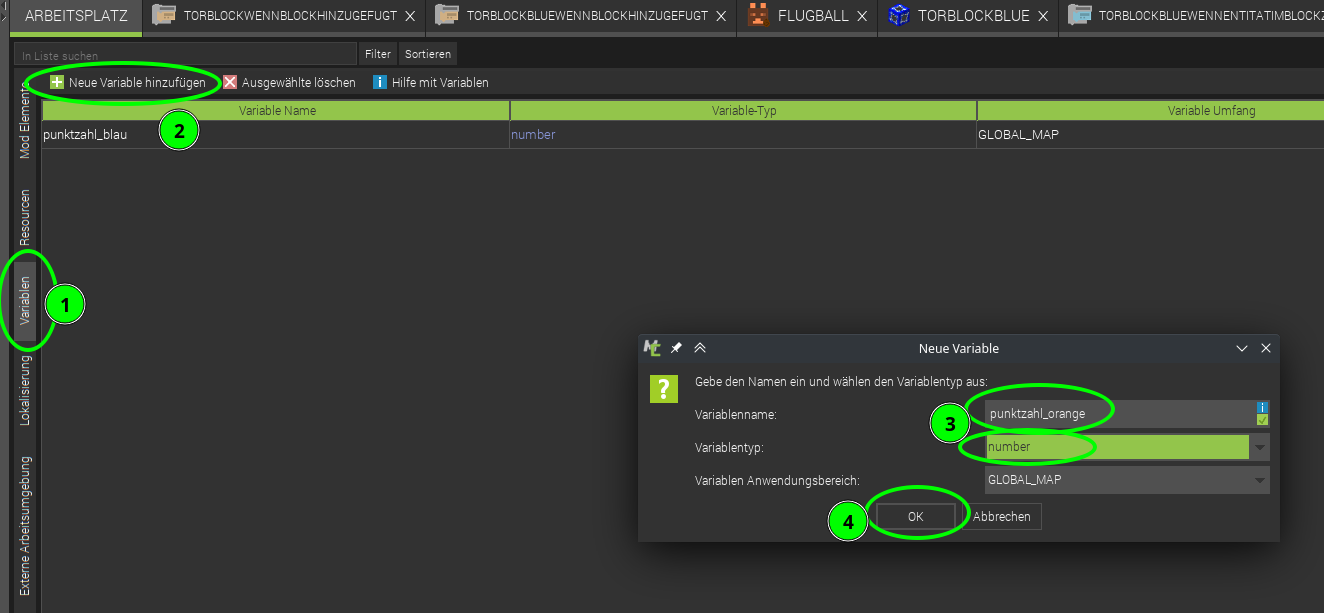 ARBEITSPLATZ
TORBLOCKWENNBLOCKHINZUGEFUGT
TORBLOCKBLUEWENNBLOCKHINZUGEFUGT
FLUGBALL
TORBLOCKBLUE
TORBLOCKBLUEWENNENTITATIMBLOCKZ
In Liste suchen
Filter
Sortieren
Neue Variable hinzufügen
Ausgewählte löschen
Hilfe mit Variablen
Variable Name
Variable-Typ
Variable Umfang
punktzahl_blau
number
GLOBAL_MAP
2
Mod Elemente
Resourcen
Variablen
1
Lokalisierung
Externe Arbeitsumgebung
Neue Variable
Gebe den Namen ein und wählen den Variablentyp aus:
Variablenname:
punktzahl_orange
3
Variablentyp:
number
Variablen Anwendungsbereich:
GLOBAL_MAP
4
OK
Abbrechen